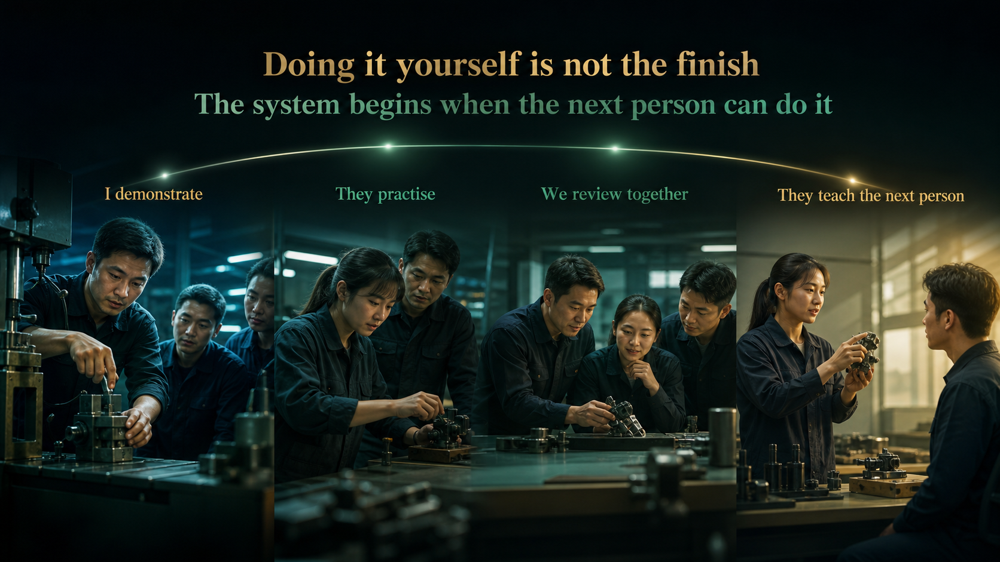 Doing it yourself is not the finish
The system begins when the next person can do it
I demonstrate
They practise
We review together
They teach the next person